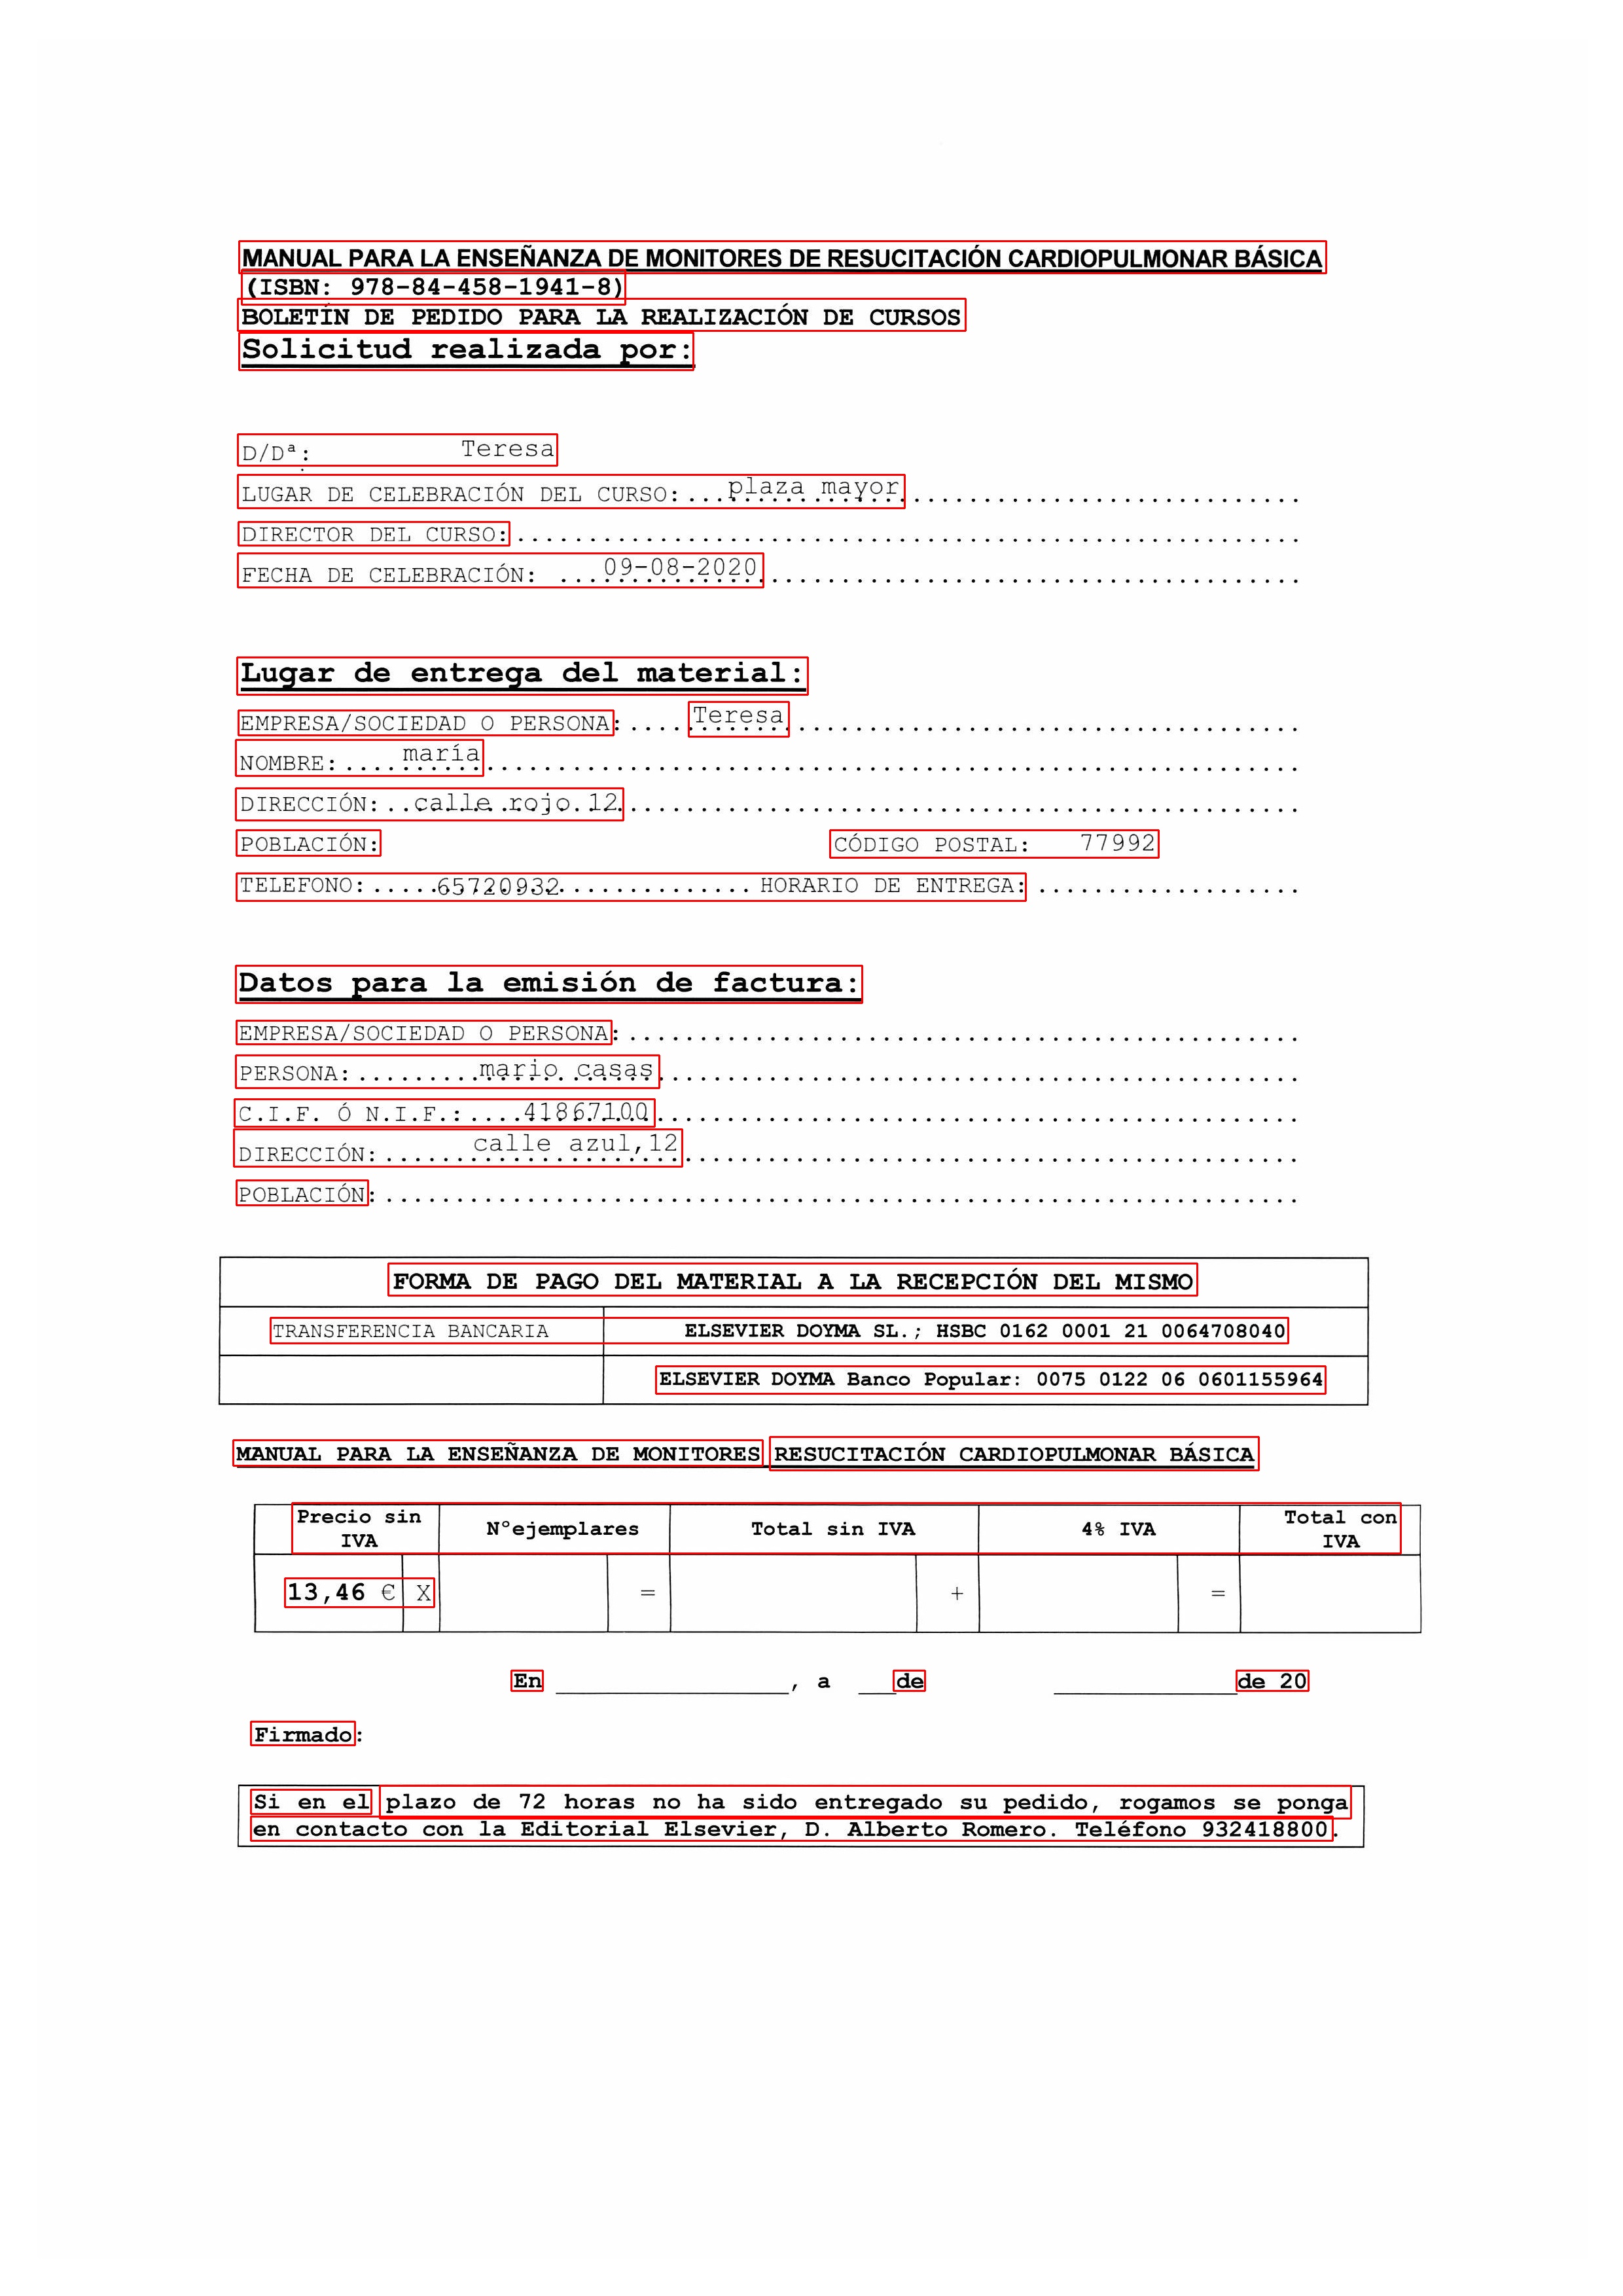 MANUAL PARA LA ENSEÑANZA DE MONITORES DE RESUCITACIÓN CARDIOPULMONAR BÁSICA
(ISBN: 978-84-458-1941-8)
BOLETÍN DE PEDIDO PARA LA REALIZACIÓN DE CURSOS
Solicitud realizada por:
D/Dª: Teresa
LUGAR DE CELEBRACIÓN DEL CURSO: plaza mayor
DIRECTOR DEL CURSO:
FECHA DE CELEBRACIÓN: 09-08-2020
Lugar de entrega del material:
EMPRESA/SOCIEDAD O PERSONA: Teresa
NOMBRE: maría
DIRECCIÓN: calle rojo 12
POBLACIÓN: CÓDIGO POSTAL: 77992
TELEFONO: 65720932 HORARIO DE ENTREGA:
Datos para la emisión de factura:
EMPRESA/SOCIEDAD O PERSONA:
PERSONA: mario casas
C.I.F. Ó N.I.F.: 41867100
DIRECCIÓN: calle azul,12
POBLACIÓN:
FORMA DE PAGO DEL MATERIAL A LA RECEPCIÓN DEL MISMO
TRANSFERENCIA BANCARIA ELSEVIER DOYMA SL.; HSBC 0162 0001 21 0064708040
ELSEVIER DOYMA Banco Popular: 0075 0122 06 0601155964
MANUAL PARA LA ENSEÑANZA DE MONITORES RESUCITACIÓN CARDIOPULMONAR BÁSICA
Precio sin IVA N°ejemplares Total sin IVA 4% IVA Total con IVA
13,46 € X = + =
En , a de de 20
Firmado:
Si en el plazo de 72 horas no ha sido entregado su pedido, rogamos se ponga
en contacto con la Editorial Elsevier, D. Alberto Romero. Teléfono 932418800.